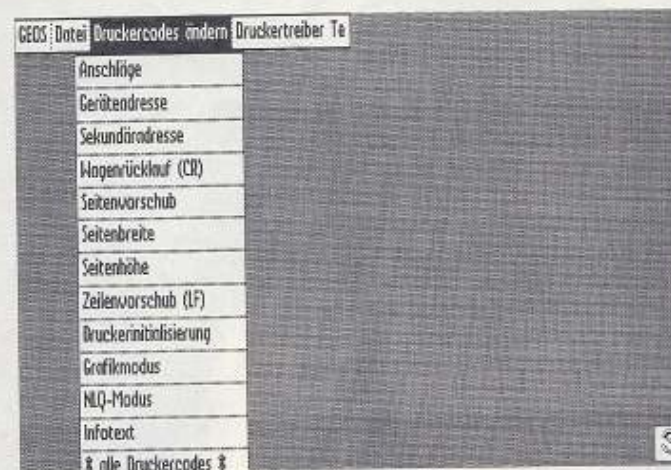 GEOS Datei Druckercodes ändern Druckertreiber Te
Anschläge
Gerätendresse
Sekundäradresse
Wagenrücklauf (CR)
Seitenvorschub
Seitenbreite
Seitenhöhe
Zeilenvorschub (LF)
Druckerinitialisierung
Grafikmodus
NLQ-Modus
Infotext
* alle Druckercodes *